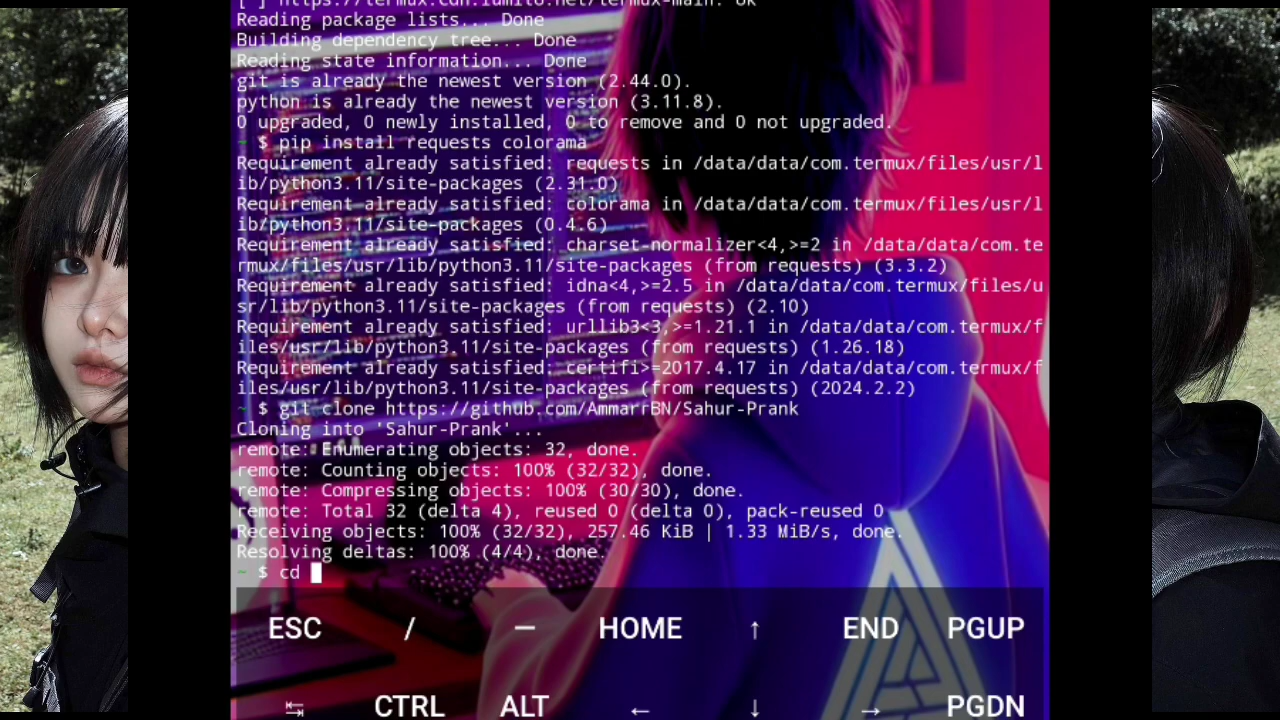 [*] https://termux.cdn.lumito.net/termux-main: ok
Reading package lists... Done
Building dependency tree... Done
Reading state information... Done
git is already the newest version (2.44.0).
python is already the newest version (3.11.8).
0 upgraded, 0 newly installed, 0 to remove and 0 not upgraded.
~ $ pip install requests colorama
Requirement already satisfied: requests in /data/data/com.termux/files/usr/l
ib/python3.11/site-packages (2.31.0)
Requirement already satisfied: colorama in /data/data/com.termux/files/usr/l
ib/python3.11/site-packages (0.4.6)
Requirement already satisfied: charset-normalizer<4,>=2 in /data/data/com.te
rmux/files/usr/lib/python3.11/site-packages (from requests) (3.3.2)
Requirement already satisfied: idna<4,>=2.5 in /data/data/com.termux/files/u
sr/lib/python3.11/site-packages (from requests) (2.10)
Requirement already satisfied: urllib3<3,>=1.21.1 in /data/data/com.termux/f
iles/usr/lib/python3.11/site-packages (from requests) (1.26.18)
Requirement already satisfied: certifi>=2017.4.17 in /data/data/com.termux/f
iles/usr/lib/python3.11/site-packages (from requests) (2024.2.2)
~ $ git clone https://github.com/AmmarrBN/Sahur-Prank
Cloning into 'Sahur-Prank'...
remote: Enumerating objects: 32, done.
remote: Counting objects: 100% (32/32), done.
remote: Compressing objects: 100% (30/30), done.
remote: Total 32 (delta 4), reused 0 (delta 0), pack-reused 0
Receiving objects: 100% (32/32), 257.46 KiB | 1.33 MiB/s, done.
Resolving deltas: 100% (4/4), done.
~ $ cd
ESC / — HOME ↑ END PGUP
↹ CTRL ALT ← ↓ → PGDN